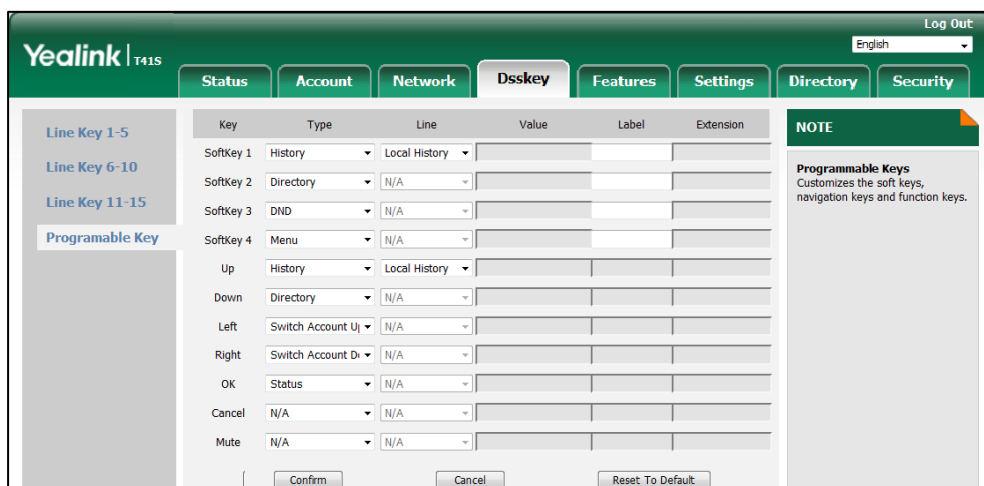 Log Out
Yealink | T41S
English
Status Account Network Dsskey Features Settings Directory Security
Line Key 1-5
Line Key 6-10
Line Key 11-15
Programable Key
Key Type Line Value Label Extension
SoftKey 1 History Local History
SoftKey 2 Directory N/A
SoftKey 3 DND N/A
SoftKey 4 Menu N/A
Up History Local History
Down Directory N/A
Left Switch Account U N/A
Right Switch Account D N/A
OK Status N/A
Cancel N/A N/A
Mute N/A N/A
Confirm Cancel Reset To Default
NOTE
Programmable Keys
Customizes the soft keys,
navigation keys and function keys.